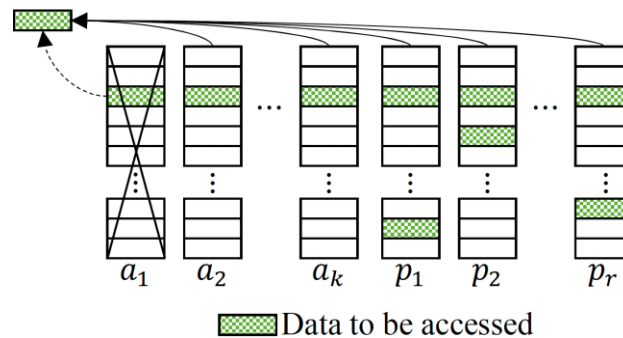 ... ...
⋮ ⋮ ⋮ ⋮ ⋮ ⋮
a₁ a₂ aₖ p₁ p₂ pᵣ
Data to be accessed